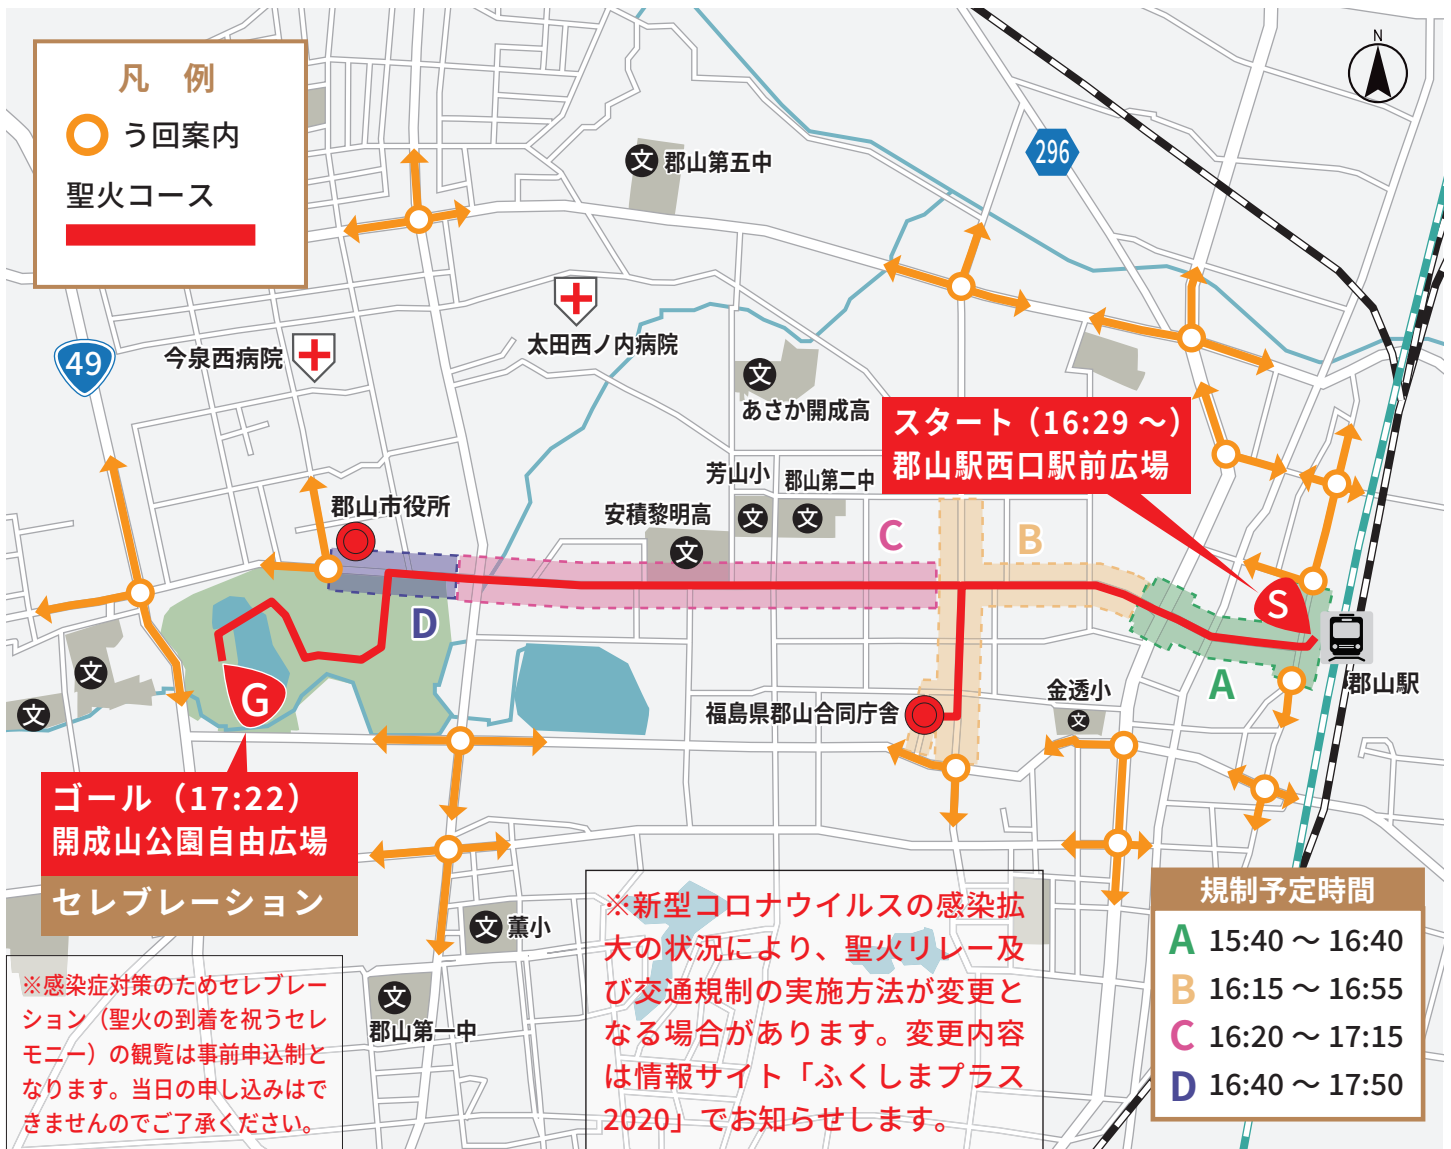 凡 例
う回案内
聖火コース
N
296
49
郡山第五中
文
太田西ノ内病院
今泉西病院
文
あさか開成高
スタート（16:29 ～）
郡山駅西口駅前広場
芳山小
郡山第二中
文
文
安積黎明高
文
郡山市役所
C
B
D
A
S
郡山駅
文
文
G
福島県郡山合同庁舎
金透小
文
ゴール（17:22）
開成山公園自由広場
セレブレーション
文
薫小
文
郡山第一中
※感染症対策のためセレブレー
ション（聖火の到着を祝うセレ
モニー）の観覧は事前申込制と
なります。当日の申し込みはで
きませんのでご了承ください。
※新型コロナウイルスの感染拡
大の状況により、聖火リレー及
び交通規制の実施方法が変更と
なる場合があります。変更内容
は情報サイト「ふくしまプラス
2020」でお知らせします。
規制予定時間
A 15:40 ～ 16:40
B 16:15 ～ 16:55
C 16:20 ～ 17:15
D 16:40 ～ 17:50